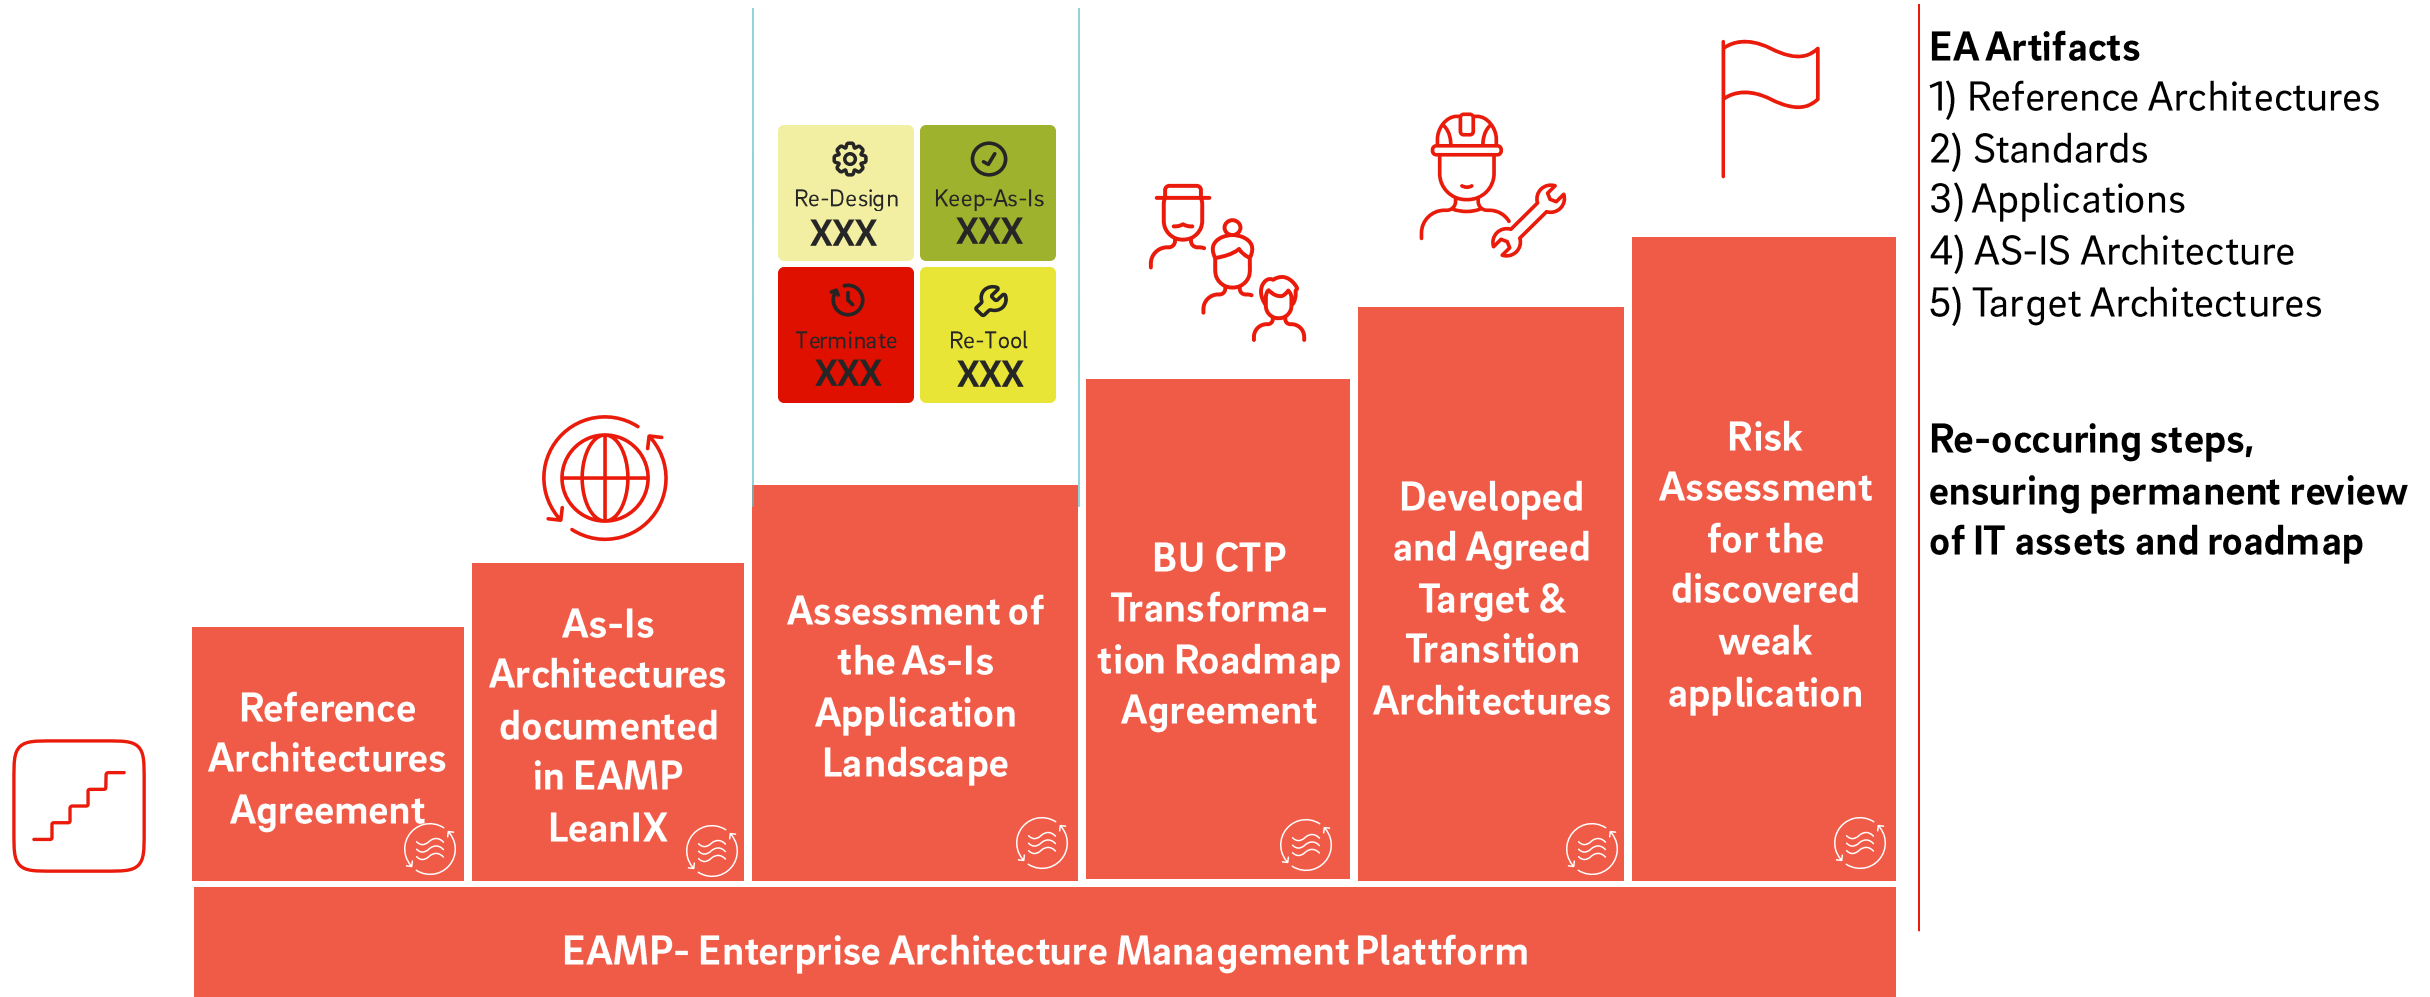 EA Artifacts
1) Reference Architectures
2) Standards
3) Applications
4) AS-IS Architecture
5) Target Architectures
Re-occuring steps,
ensuring permanent review
of IT assets and roadmap
Re-Design
XXX
Keep-As-Is
XXX
Terminate
XXX
Re-Tool
XXX
Reference
Architectures
Agreement
As-Is
Architectures
documented
in EAMP
LeanIX
Assessment of
the As-Is
Application
Landscape
BU CTP
Transforma-
tion Roadmap
Agreement
Developed
and Agreed
Target &
Transition
Architectures
Risk
Assessment
for the
discovered
weak
application
EAMP- Enterprise Architecture Management Plattform